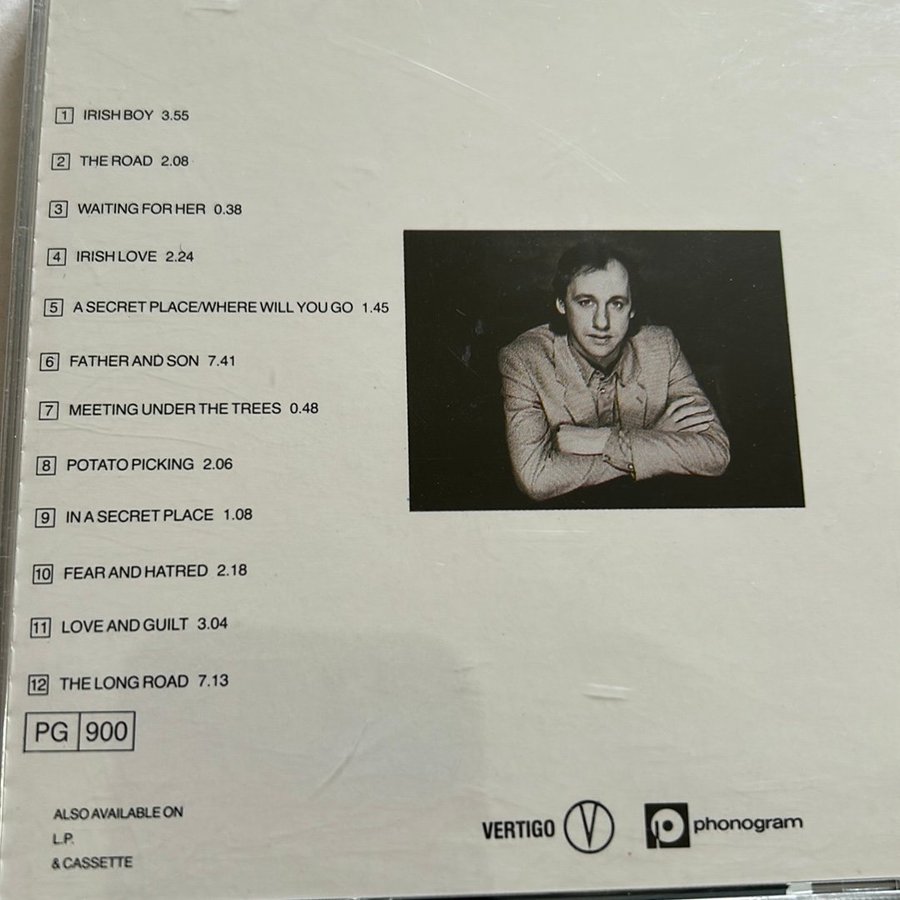 1 IRISH BOY 3.55
2 THE ROAD 2.08
3 WAITING FOR HER 0.38
4 IRISH LOVE 2.24
5 A SECRET PLACE/WHERE WILL YOU GO 1.45
6 FATHER AND SON 7.41
7 MEETING UNDER THE TREES 0.48
8 POTATO PICKING 2.06
9 IN A SECRET PLACE 1.08
10 FEAR AND HATRED 2.18
11 LOVE AND GUILT 3.04
12 THE LONG ROAD 7.13
PG 900
ALSO AVAILABLE ON
L.P.
& CASSETTE
VERTIGO V
p phonogram